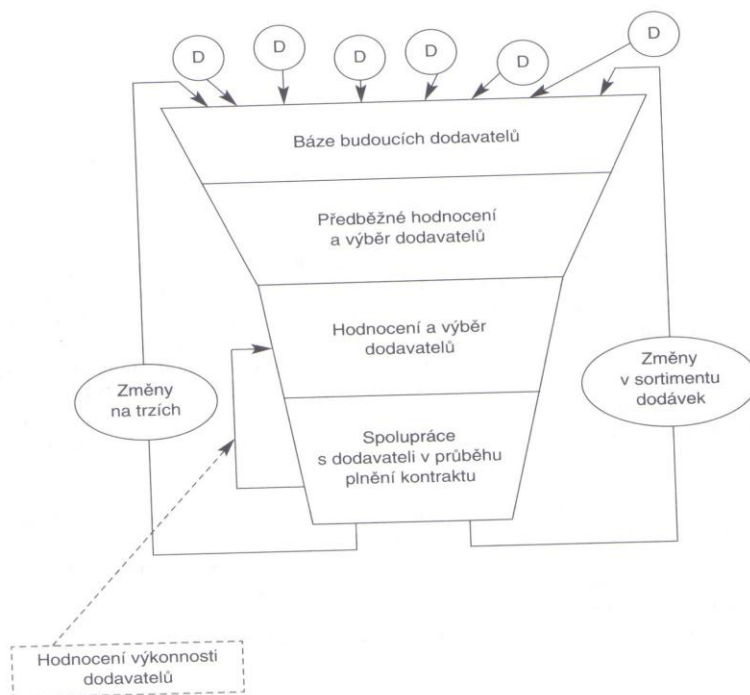 D
D
D
D
D
D
Báze budoucích dodavatelů
Předběžné hodnocení
a výběr dodavatelů
Hodnocení a výběr
dodavatelů
Spolupráce
s dodavateli v průběhu
plnění kontraktu
Změny
na trzích
Změny
v sortimentu
dodávek
Hodnocení výkonnosti
dodavatelů